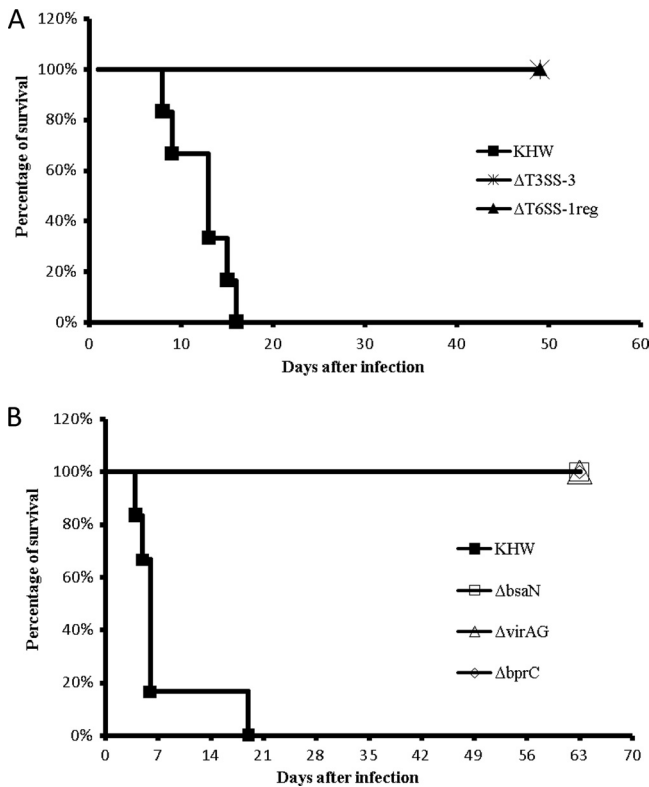 A
Percentage of survival
120%
100%
80%
60%
40%
20%
0%
0 10 20 30 40 50 60
Days after infection
KHW
ΔT3SS-3
ΔT6SS-1reg
B
Percentage of survival
120%
100%
80%
60%
40%
20%
0%
0 7 14 21 28 35 42 49 56 63 70
Days after infection
KHW
ΔbsaN
ΔvirAG
ΔbprC